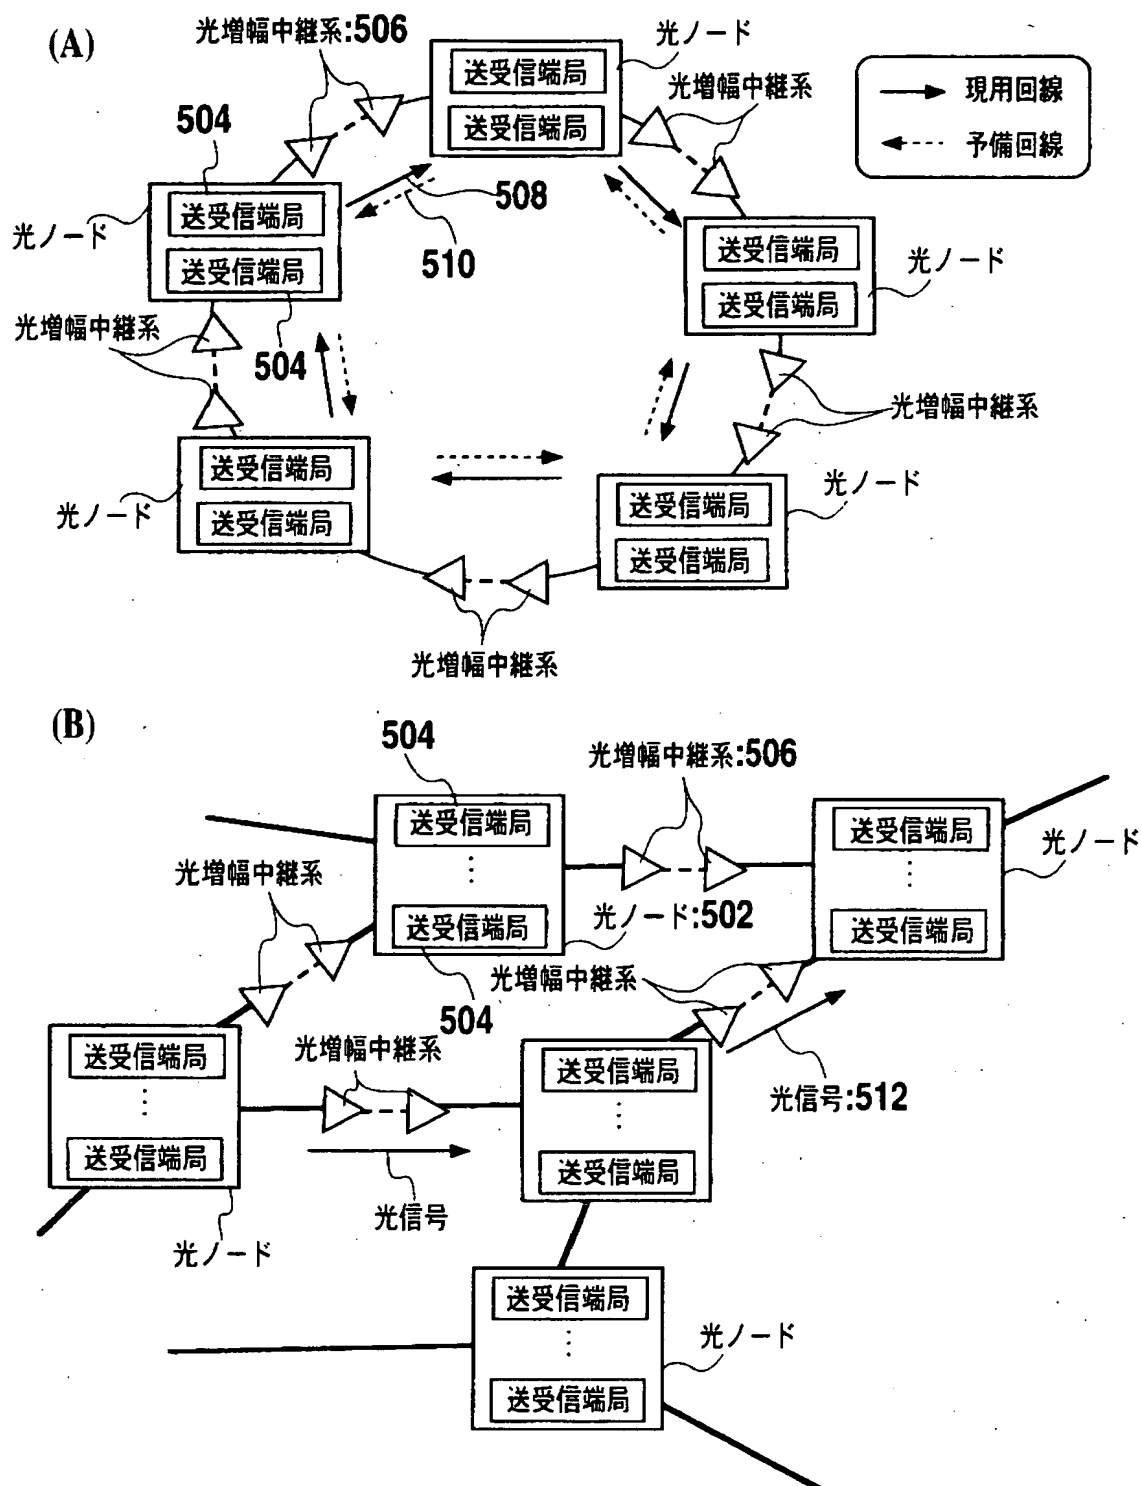 (A)
光増幅中継系:506
光ノード
送受信端局
送受信端局
光増幅中継系
現用回線
予備回線
504
送受信端局
送受信端局
光ノード
508
510
504
送受信端局
送受信端局
光ノード
光増幅中継系
光増幅中継系
送受信端局
送受信端局
光ノード
送受信端局
送受信端局
光ノード
光増幅中継系
(B)
504
光増幅中継系:506
送受信端局
送受信端局
光ノード:502
504
送受信端局
送受信端局
光ノード
光増幅中継系
光増幅中継系
光増幅中継系
送受信端局
送受信端局
光ノード
光信号
送受信端局
送受信端局
光信号:512
送受信端局
送受信端局
光ノード